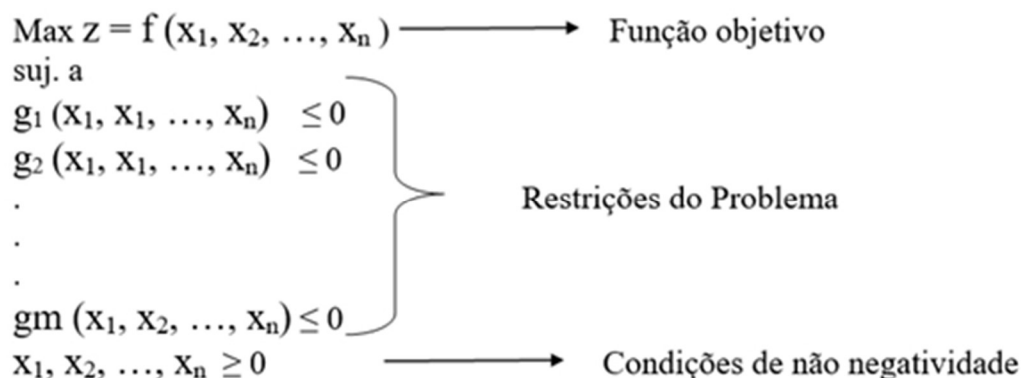 Max z = f (x₁, x₂, …, xₙ) Função objetivo
suj. a
g₁ (x₁, x₁, …, xₙ) ≤ 0
g₂ (x₁, x₁, …, xₙ) ≤ 0
.
Restrições do Problema
.
.
gm (x₁, x₂, …, xₙ) ≤ 0
x₁, x₂, …, xₙ ≥ 0 Condições de não negatividade